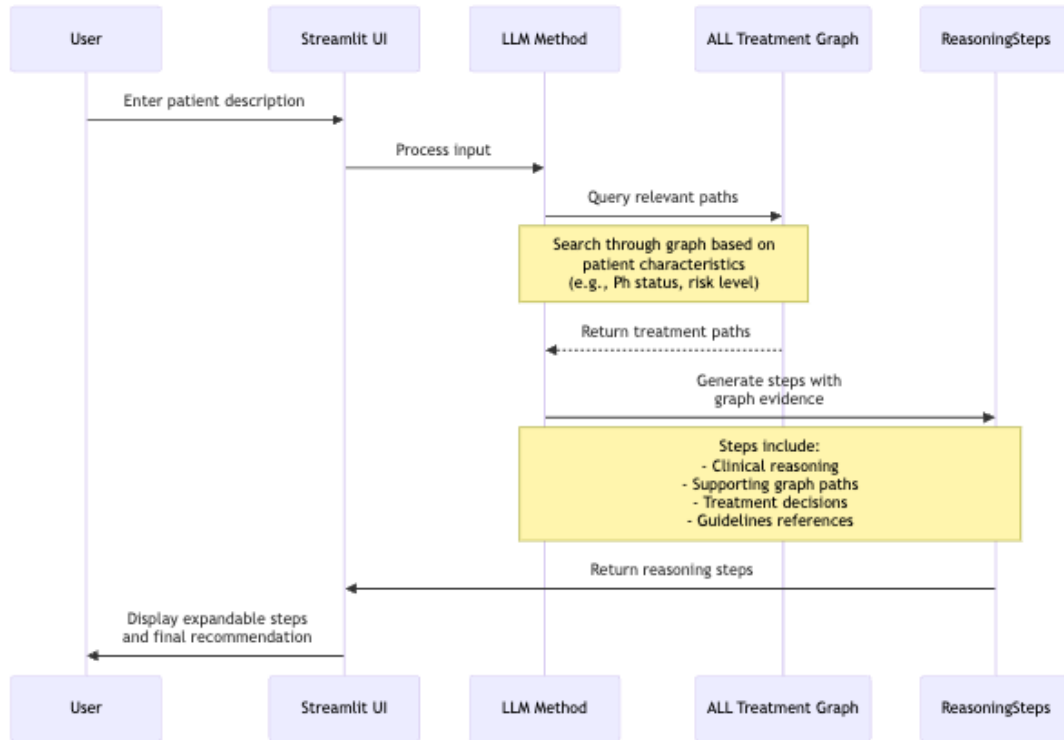 User
Streamlit UI
LLM Method
ALL Treatment Graph
ReasoningSteps
Enter patient description
Process input
Query relevant paths
Search through graph based on
patient characteristics
(e.g., Ph status, risk level)
Return treatment paths
Generate steps with
graph evidence
Steps include:
- Clinical reasoning
- Supporting graph paths
- Treatment decisions
- Guidelines references
Return reasoning steps
Display expandable steps
and final recommendation
User
Streamlit UI
LLM Method
ALL Treatment Graph
ReasoningSteps